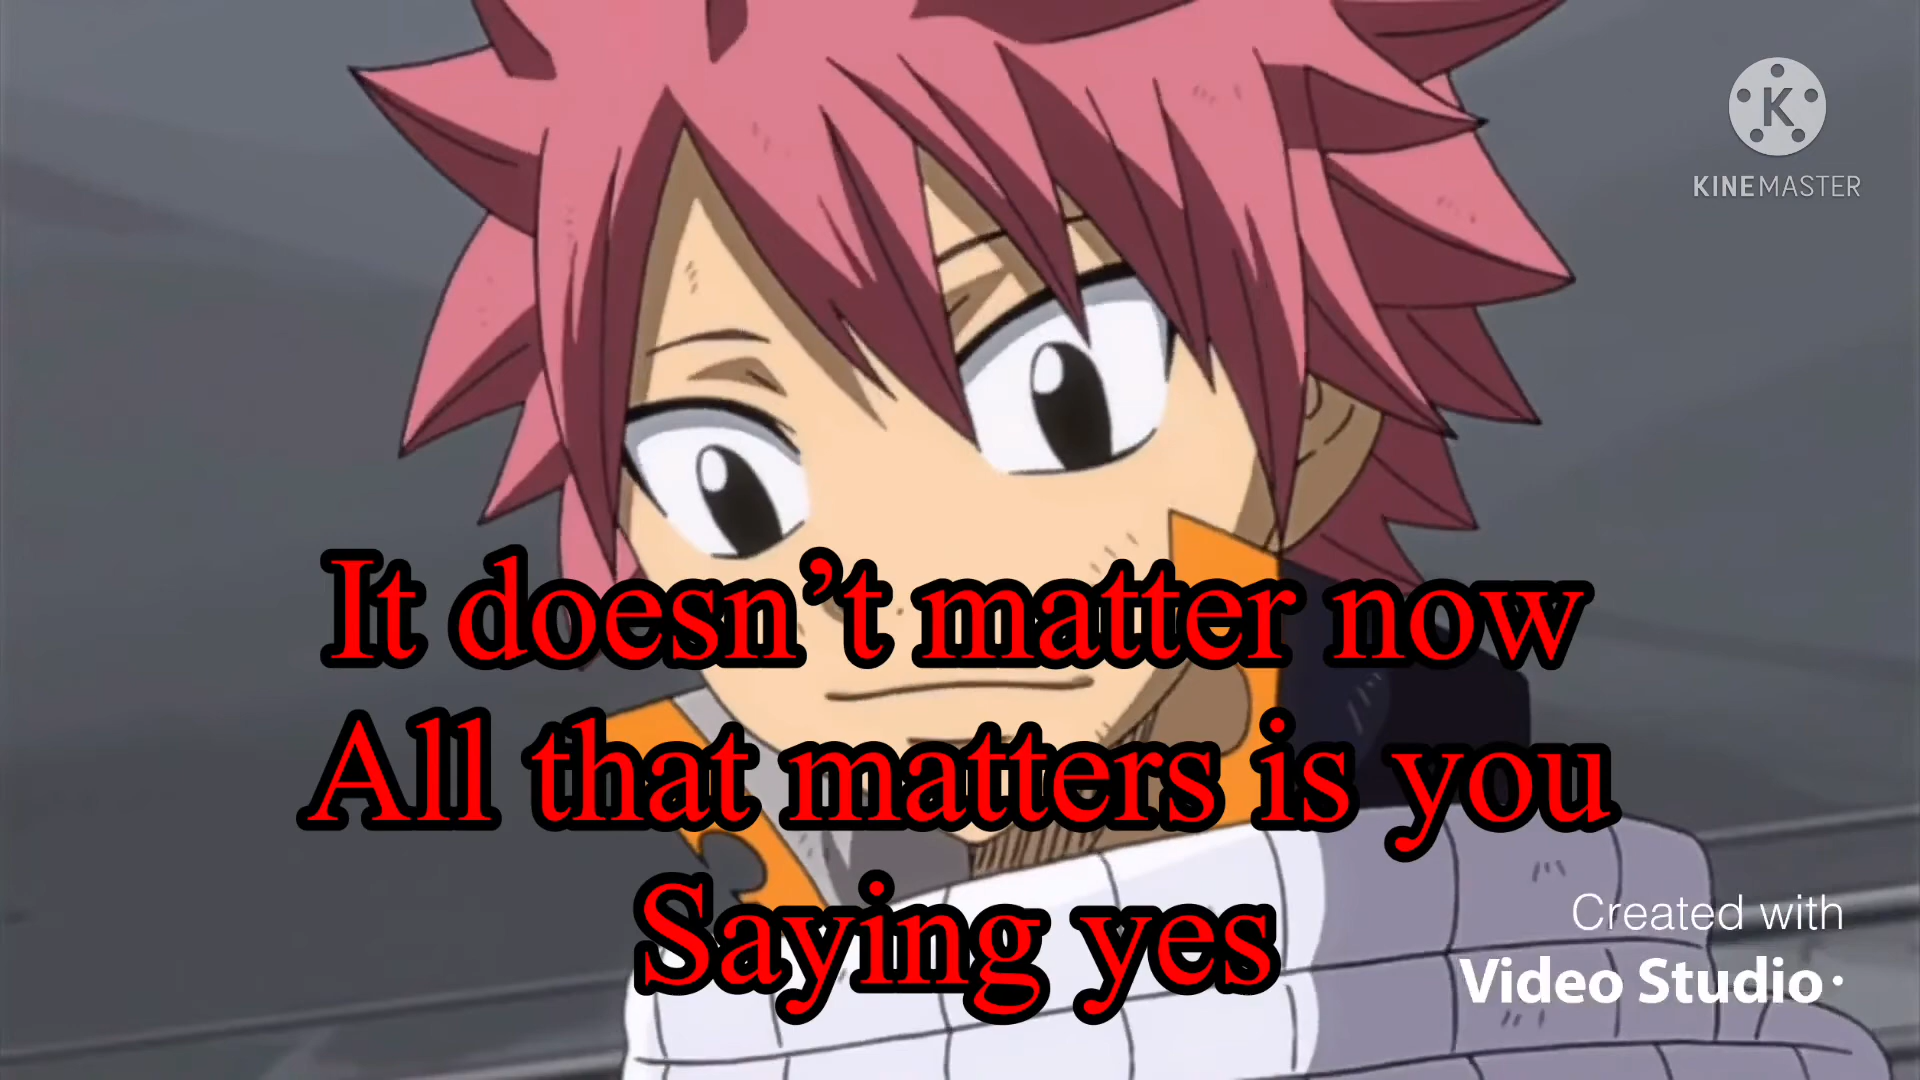 K
KINEMASTER
It doesn’t matter now
All that matters is you
Saying yes
Created with
Video Studio